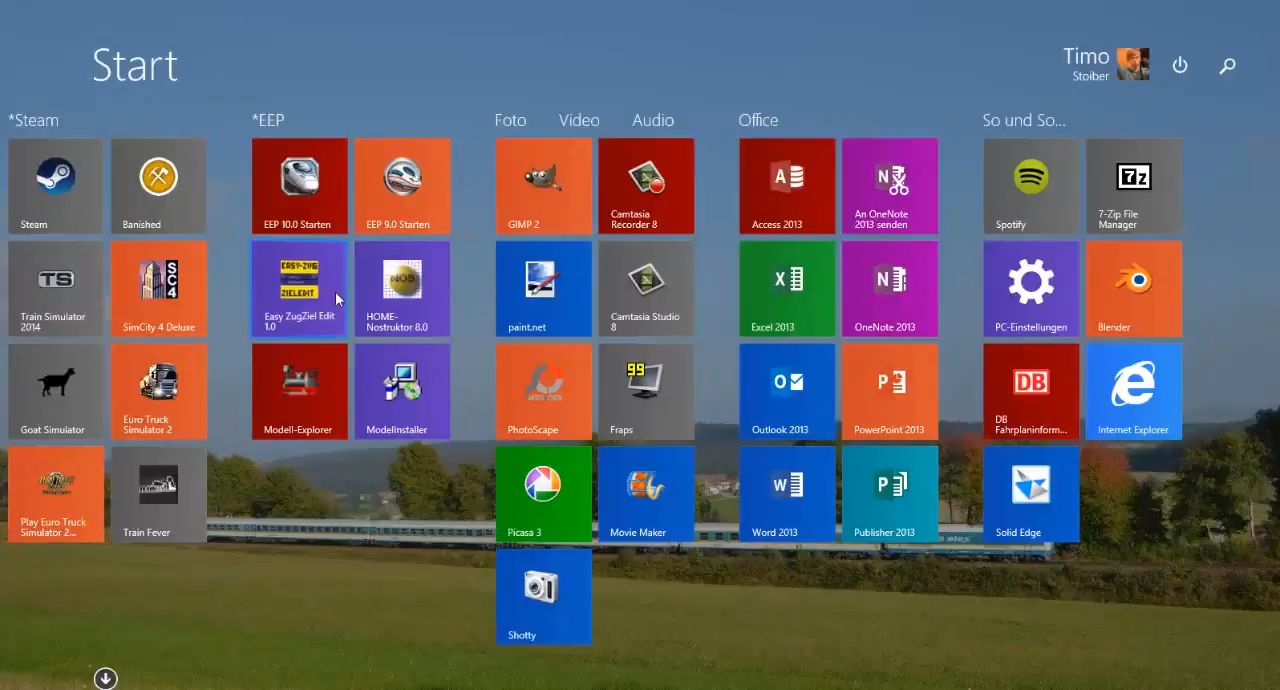 Start
Timo
Stoiber
*Steam
*EEP
Foto Video Audio
Office
So und So...
Steam
Banished
EEP 10.0 Starten
EEP 9.0 Starten
GIMP 2
Camtasia
Recorder 8
A
Access 2013
N
An OneNote
2013 senden
Spotify
7z
7-Zip File
Manager
TS
Train Simulator
2014
SC4
SimCity 4 Deluxe
EASY-ZUG
ZIELEDIT
Easy ZugZiel Edit
1.0
NOS
HOME-
Nostruktor 8.0
paint.net
Camtasia Studio
8
X
Excel 2013
N
OneNote 2013
PC-Einstellungen
Blender
Goat Simulator
Euro Truck
Simulator 2
Modell-Explorer
ModelInstaller
PhotoScape
99
Fraps
O
Outlook 2013
P
PowerPoint 2013
DB
DB
Fahrplaninform...
Internet Explorer
Play Euro Truck
Simulator 2...
Train Fever
Picasa 3
Movie Maker
W
Word 2013
P
Publisher 2013
alex
Solid Edge
Shotty